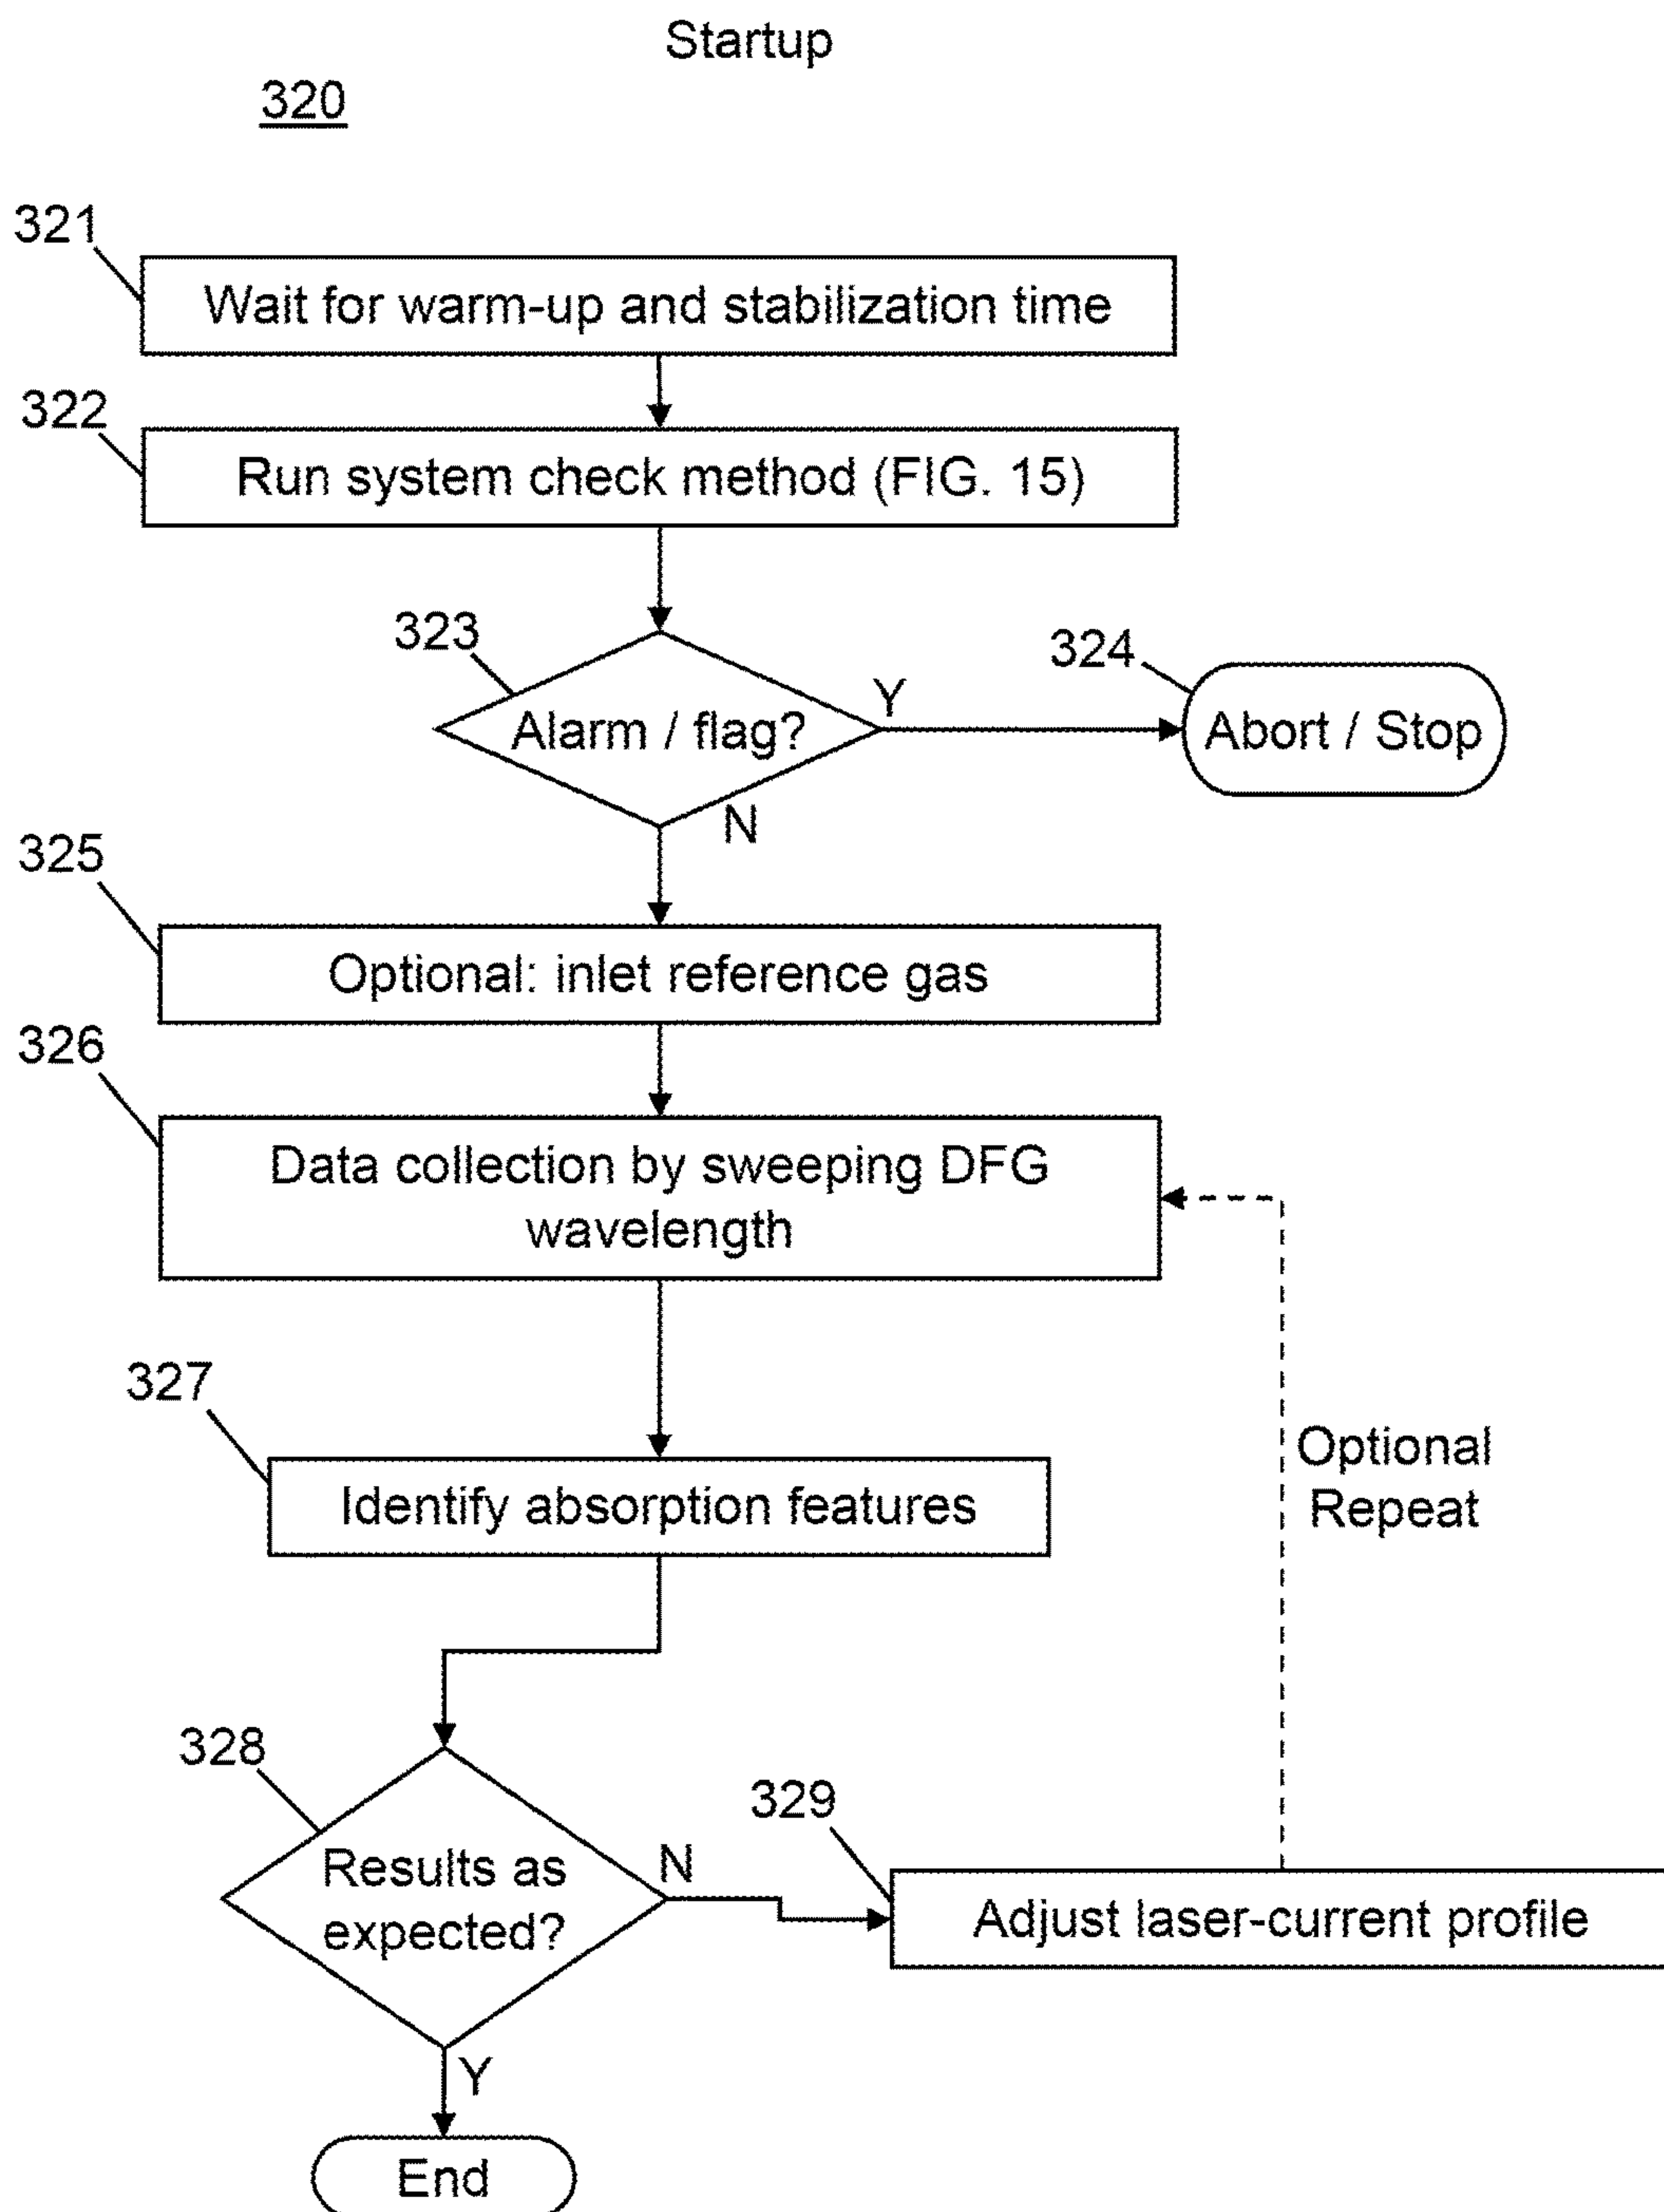 Startup
320
321
Wait for warm-up and stabilization time
322
Run system check method (FIG. 15)
323
Alarm / flag?
Y
324
Abort / Stop
N
325
Optional: inlet reference gas
326
Data collection by sweeping DFG
wavelength
327
Identify absorption features
Optional
Repeat
328
Results as
expected?
N
329
Adjust laser-current profile
Y
End